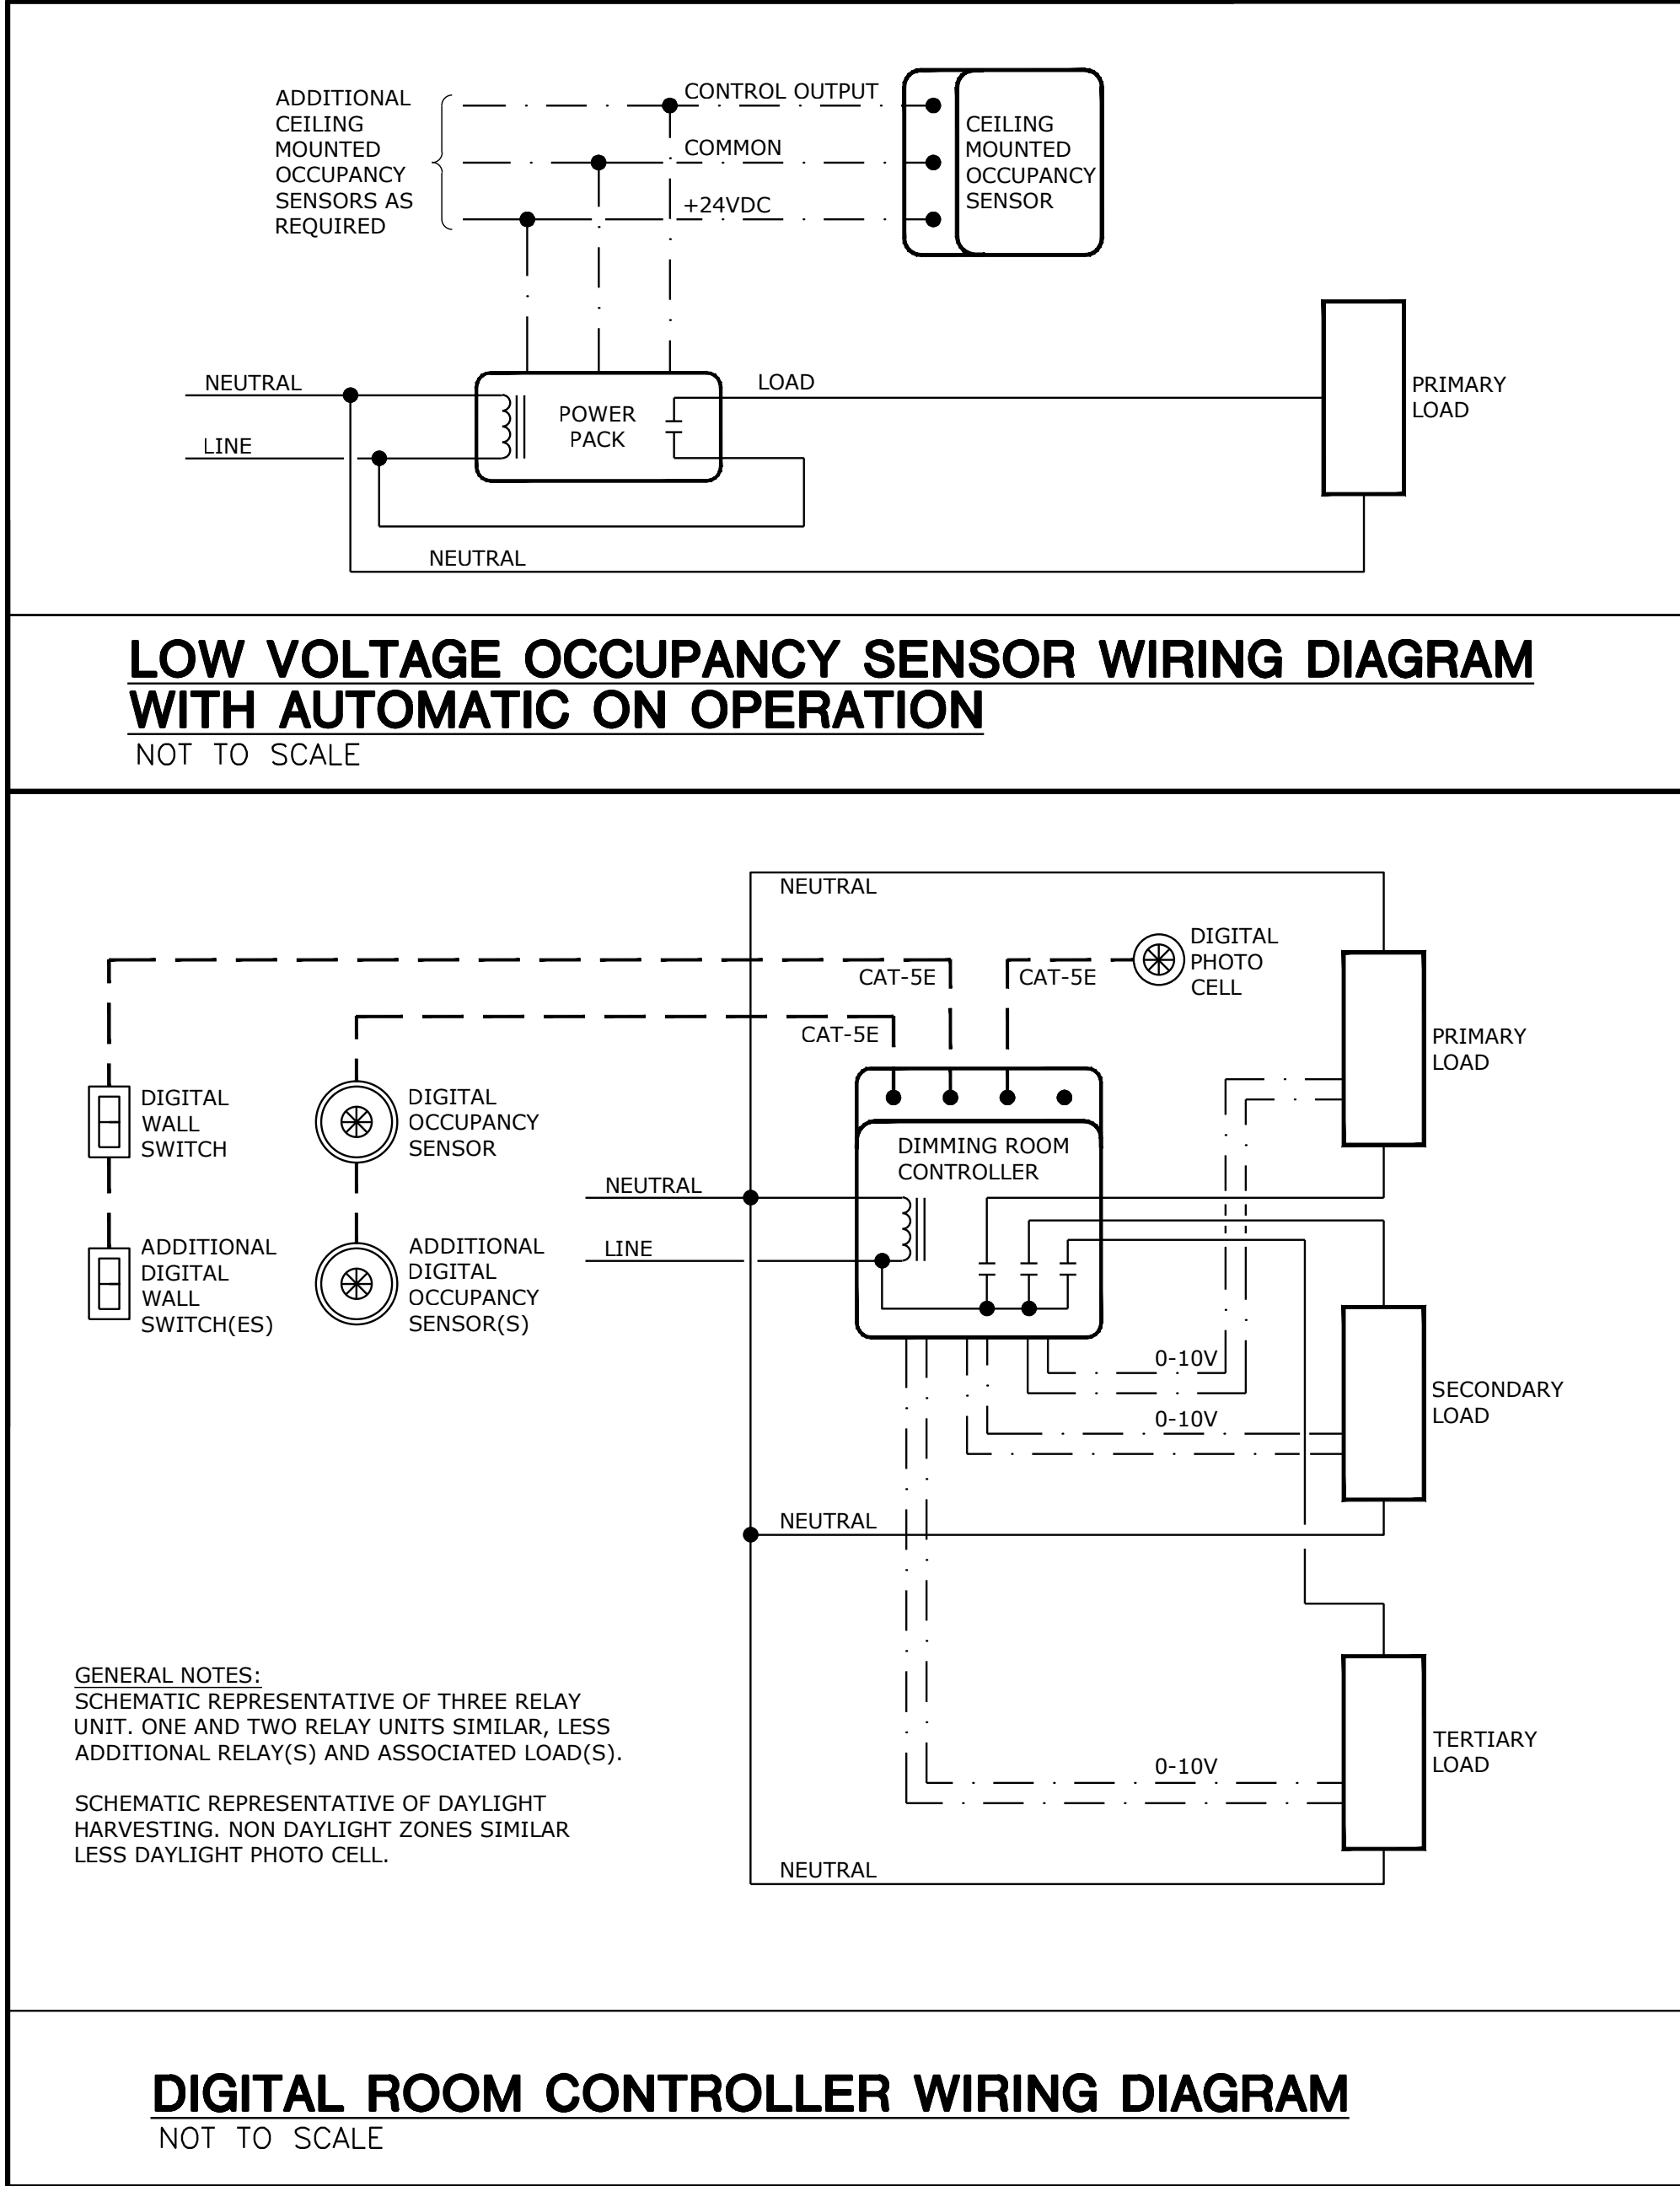 ADDITIONAL
CEILING
MOUNTED
OCCUPANCY
SENSORS AS
REQUIRED
CONTROL OUTPUT
COMMON
+24VDC
CEILING
MOUNTED
OCCUPANCY
SENSOR
NEUTRAL
LINE
POWER
PACK
LOAD
PRIMARY
LOAD
NEUTRAL
LOW VOLTAGE OCCUPANCY SENSOR WIRING DIAGRAM
WITH AUTOMATIC ON OPERATION
NOT TO SCALE
NEUTRAL
DIGITAL
PHOTO
CELL
CAT-5E
CAT-5E
CAT-5E
PRIMARY
LOAD
DIGITAL
WALL
SWITCH
DIGITAL
OCCUPANCY
SENSOR
DIMMING ROOM
CONTROLLER
NEUTRAL
LINE
ADDITIONAL
DIGITAL
WALL
SWITCH(ES)
ADDITIONAL
DIGITAL
OCCUPANCY
SENSOR(S)
0-10V
0-10V
SECONDARY
LOAD
NEUTRAL
GENERAL NOTES:
SCHEMATIC REPRESENTATIVE OF THREE RELAY
UNIT. ONE AND TWO RELAY UNITS SIMILAR, LESS
ADDITIONAL RELAY(S) AND ASSOCIATED LOAD(S).
SCHEMATIC REPRESENTATIVE OF DAYLIGHT
HARVESTING. NON DAYLIGHT ZONES SIMILAR
LESS DAYLIGHT PHOTO CELL.
0-10V
TERTIARY
LOAD
NEUTRAL
DIGITAL ROOM CONTROLLER WIRING DIAGRAM
NOT TO SCALE